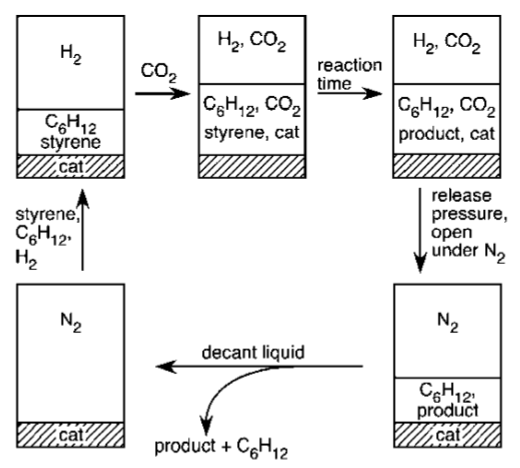 H₂
C₆H₁₂
styrene
cat
CO₂
H₂, CO₂
C₆H₁₂, CO₂
styrene, cat
reaction
time
H₂, CO₂
C₆H₁₂, CO₂
product, cat
release
pressure,
open
under N₂
N₂
C₆H₁₂,
product
cat
decant liquid
product + C₆H₁₂
N₂
cat
styrene,
C₆H₁₂,
H₂